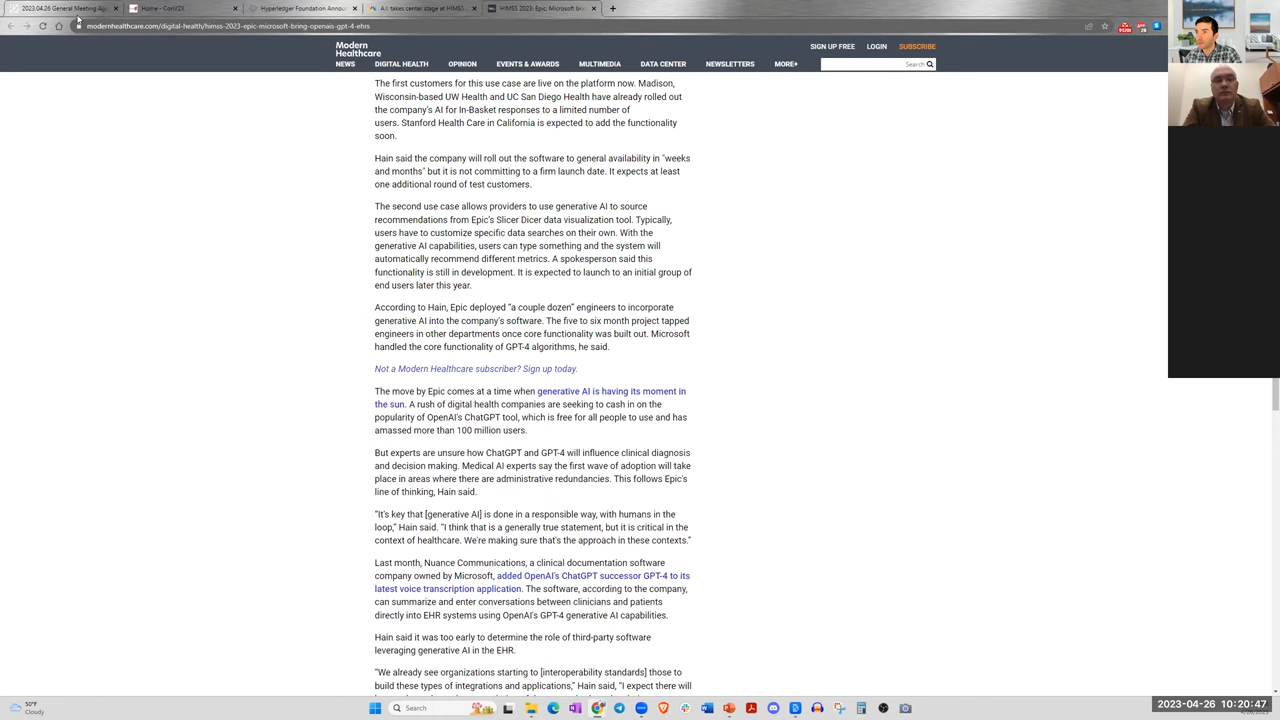 2023.04.26 General Meeting Ag
Home - ConV2X
Hyperledger Foundation Annou
A.I. takes center stage at HIMSS
HIMSS 2023: Epic, Microsoft brin
modernhealthcare.com/digital-health/himss-2023-epic-microsoft-bring-openais-gpt-4-ehrs
Modern
Healthcare
SIGN UP FREE LOGIN SUBSCRIBE
NEWS DIGITAL HEALTH OPINION EVENTS & AWARDS MULTIMEDIA DATA CENTER NEWSLETTERS MORE+ Search
The first customers for this use case are live on the platform now. Madison,
Wisconsin-based UW Health and UC San Diego Health have already rolled out
the company's AI for In-Basket responses to a limited number of
users. Stanford Health Care in California is expected to add the functionality
soon.
Hain said the company will roll out the software to general availability in "weeks
and months" but it is not committing to a firm launch date. It expects at least
one additional round of test customers.
The second use case allows providers to use generative AI to source
recommendations from Epic's Slicer Dicer data visualization tool. Typically,
users have to customize specific data searches on their own. With the
generative AI capabilities, users can type something and the system will
automatically recommend different metrics. A spokesperson said this
functionality is still in development. It is expected to launch to an initial group of
end users later this year.
According to Hain, Epic deployed “a couple dozen” engineers to incorporate
generative AI into the company's software. The five to six month project tapped
engineers in other departments once core functionality was built out. Microsoft
handled the core functionality of GPT-4 algorithms, he said.
Not a Modern Healthcare subscriber? Sign up today.
The move by Epic comes at a time when generative AI is having its moment in
the sun. A rush of digital health companies are seeking to cash in on the
popularity of OpenAI's ChatGPT tool, which is free for all people to use and has
amassed more than 100 million users.
But experts are unsure how ChatGPT and GPT-4 will influence clinical diagnosis
and decision making. Medical AI experts say the first wave of adoption will take
place in areas where there are administrative redundancies. This follows Epic's
line of thinking, Hain said.
“It's key that [generative AI] is done in a responsible way, with humans in the
loop,” Hain said. “I think that is a generally true statement, but it is critical in the
context of healthcare. We're making sure that's the approach in these contexts.”
Last month, Nuance Communications, a clinical documentation software
company owned by Microsoft, added OpenAI's ChatGPT successor GPT-4 to its
latest voice transcription application. The software, according to the company,
can summarize and enter conversations between clinicians and patients
directly into EHR systems using OpenAI's GPT-4 generative AI capabilities.
Hain said it was too early to determine the role of third-party software
leveraging generative AI in the EHR.
“We already see organizations starting to [interoperability standards] those to
build these types of integrations and applications,” Hain said, “I expect there will
50°F
Cloudy
Search
2023-04-26 10:20:47